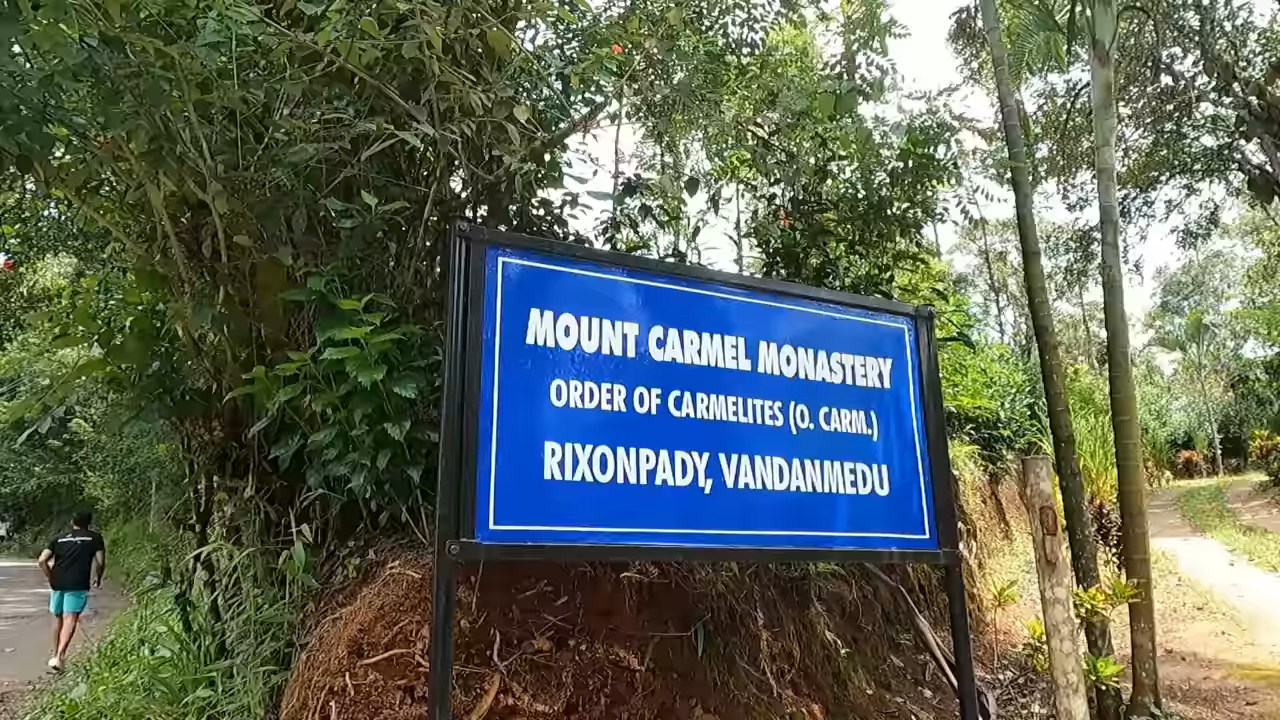 MOUNT CARMEL MONASTERY
ORDER OF CARMELITES (O. CARM.)
RIXONPADY, VANDANMEDU